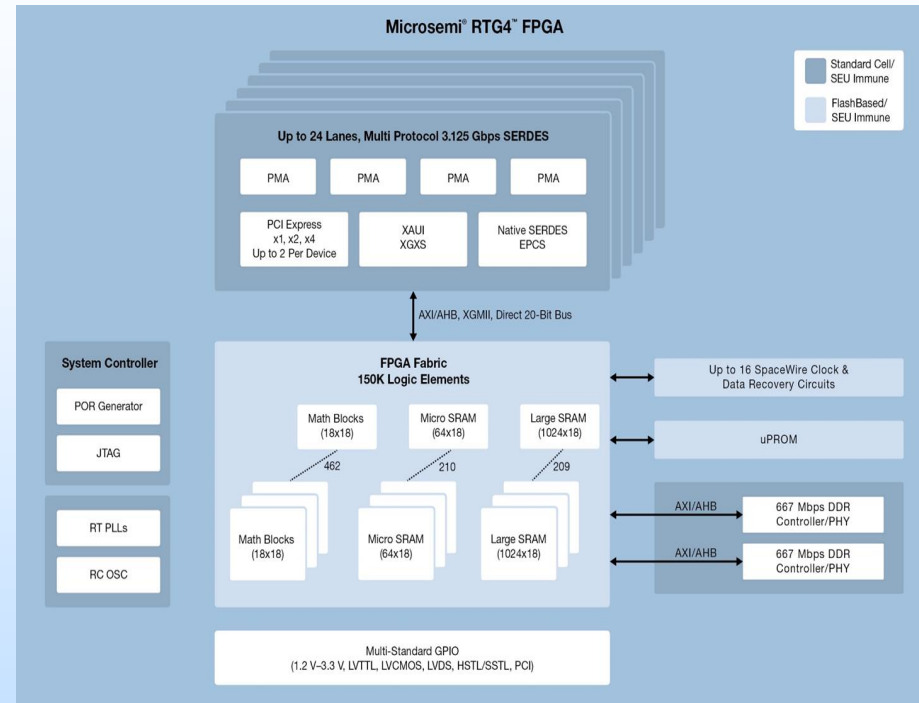 Microsemi® RTG4™ FPGA
Standard Cell/
SEU Immune
FlashBased/
SEU Immune
Up to 24 Lanes, Multi Protocol 3.125 Gbps SERDES
PMA
PMA
PMA
PMA
PCI Express
x1, x2, x4
Up to 2 Per Device
XAUI
XGXS
Native SERDES
EPCS
AXI/AHB, XGMII, Direct 20-Bit Bus
System Controller
POR Generator
JTAG
RT PLLs
RC OSC
FPGA Fabric
150K Logic Elements
Math Blocks
(18x18)
Micro SRAM
(64x18)
Large SRAM
(1024x18)
462
210
209
Math Blocks
(18x18)
Micro SRAM
(64x18)
Large SRAM
(1024x18)
Up to 16 SpaceWire Clock &
Data Recovery Circuits
uPROM
AXI/AHB
667 Mbps DDR
Controller/PHY
AXI/AHB
667 Mbps DDR
Controller/PHY
Multi-Standard GPIO
(1.2 V–3.3 V, LVTTL, LVCMOS, LVDS, HSTL/SSTL, PCI)